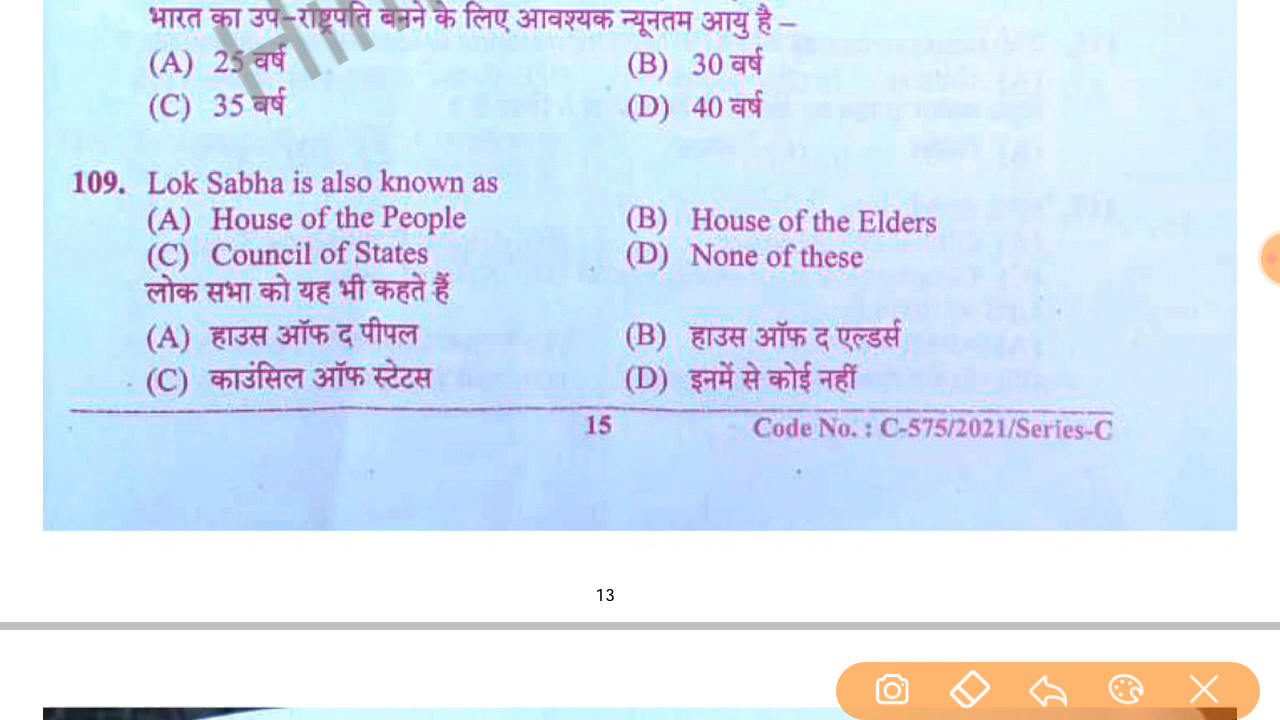 भारत का उप-राष्ट्रपति बनने के लिए आवश्यक न्यूनतम आयु है –
(A) 25 वर्ष (B) 30 वर्ष
(C) 35 वर्ष (D) 40 वर्ष
109. Lok Sabha is also known as
(A) House of the People (B) House of the Elders
(C) Council of States (D) None of these
लोक सभा को यह भी कहते हैं
(A) हाउस ऑफ द पीपल (B) हाउस ऑफ द एल्डर्स
(C) काउंसिल ऑफ स्टेटस (D) इनमें से कोई नहीं
15 Code No. : C-575/2021/Series-C
13